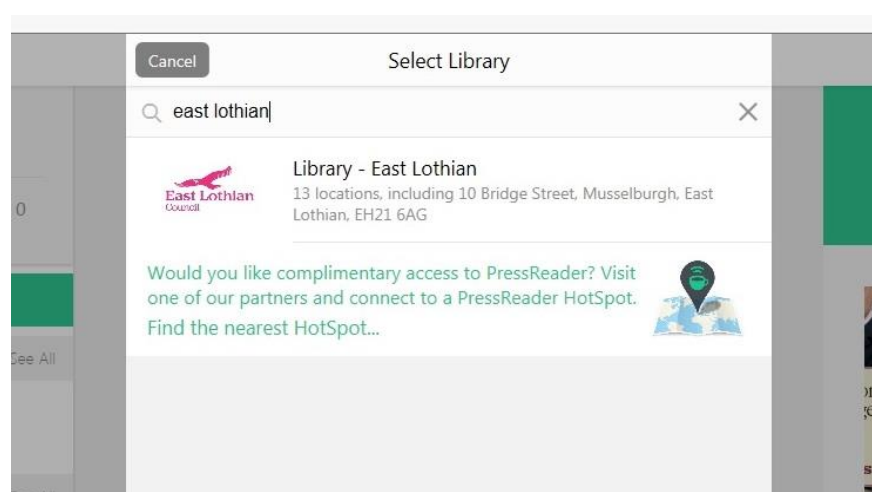 Cancel
Select Library
east lothian
East Lothian
Council
Library - East Lothian
13 locations, including 10 Bridge Street, Musselburgh, East
Lothian, EH21 6AG
0
Would you like complimentary access to PressReader? Visit
one of our partners and connect to a PressReader HotSpot.
Find the nearest HotSpot...
See All